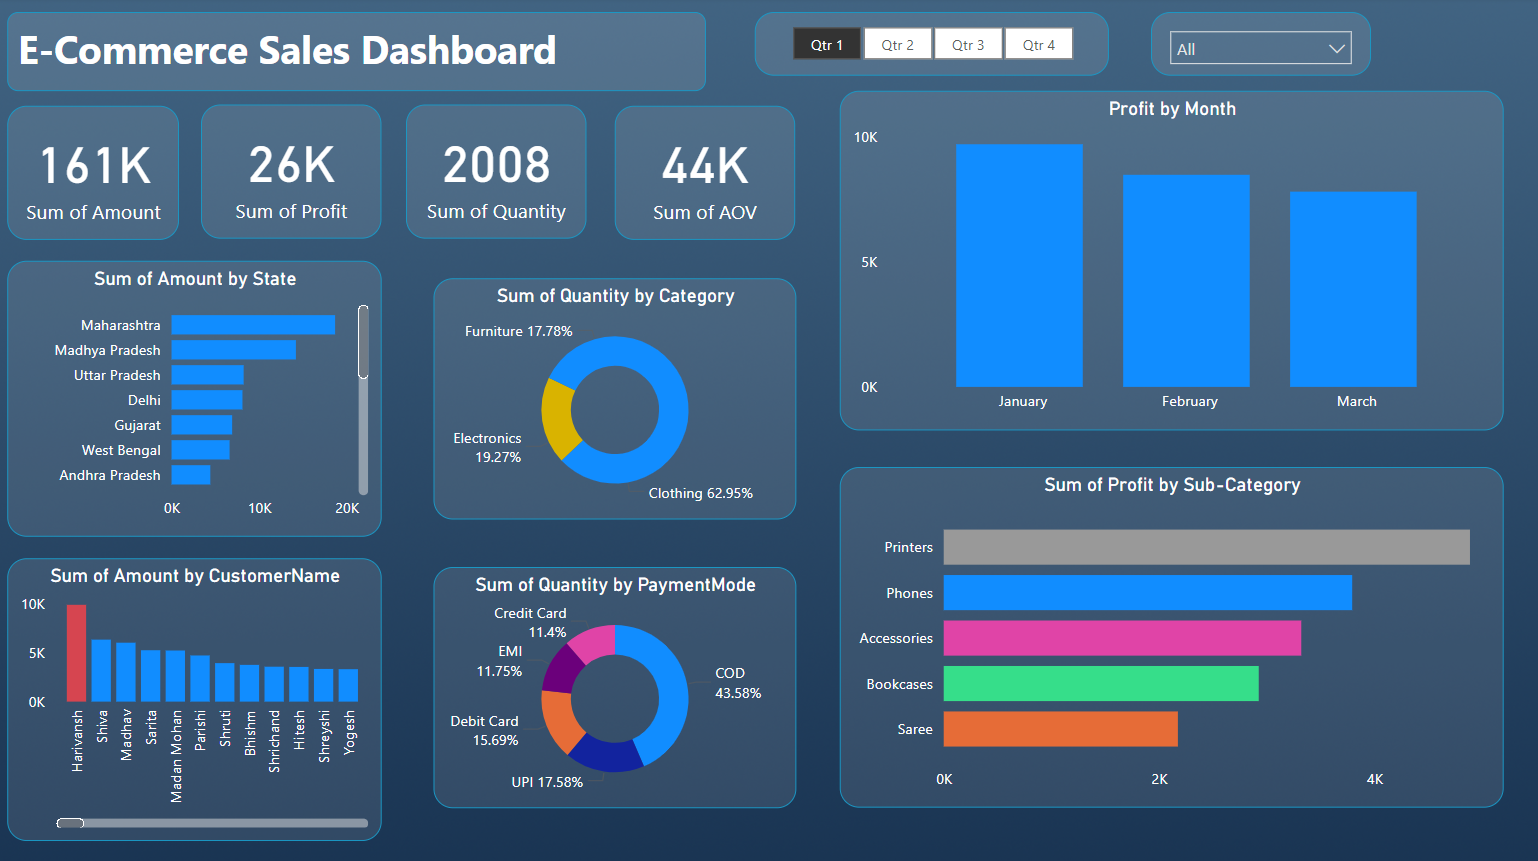 E-Commerce Sales Dashboard
Qtr 1
Qtr 2
Qtr 3
Qtr 4
All
161K
Sum of Amount
26K
Sum of Profit
2008
Sum of Quantity
44K
Sum of AOV
Profit by Month
10K
5K
0K
January
February
March
Sum of Amount by State
Maharashtra
Madhya Pradesh
Uttar Pradesh
Delhi
Gujarat
West Bengal
Andhra Pradesh
0K
10K
20K
Sum of Quantity by Category
Furniture 17.78%
Electronics
19.27%
Clothing 62.95%
Sum of Profit by Sub-Category
Printers
Phones
Accessories
Bookcases
Saree
0K
2K
4K
Sum of Amount by CustomerName
10K
5K
0K
Harivansh
Shiva
Madhav
Sarita
Madan Mohan
Parishi
Shruti
Bhishm
Shrichand
Hitesh
Shreyshi
Yogesh
Sum of Quantity by PaymentMode
Credit Card
11.4%
EMI
11.75%
Debit Card
15.69%
UPI 17.58%
COD
43.58%